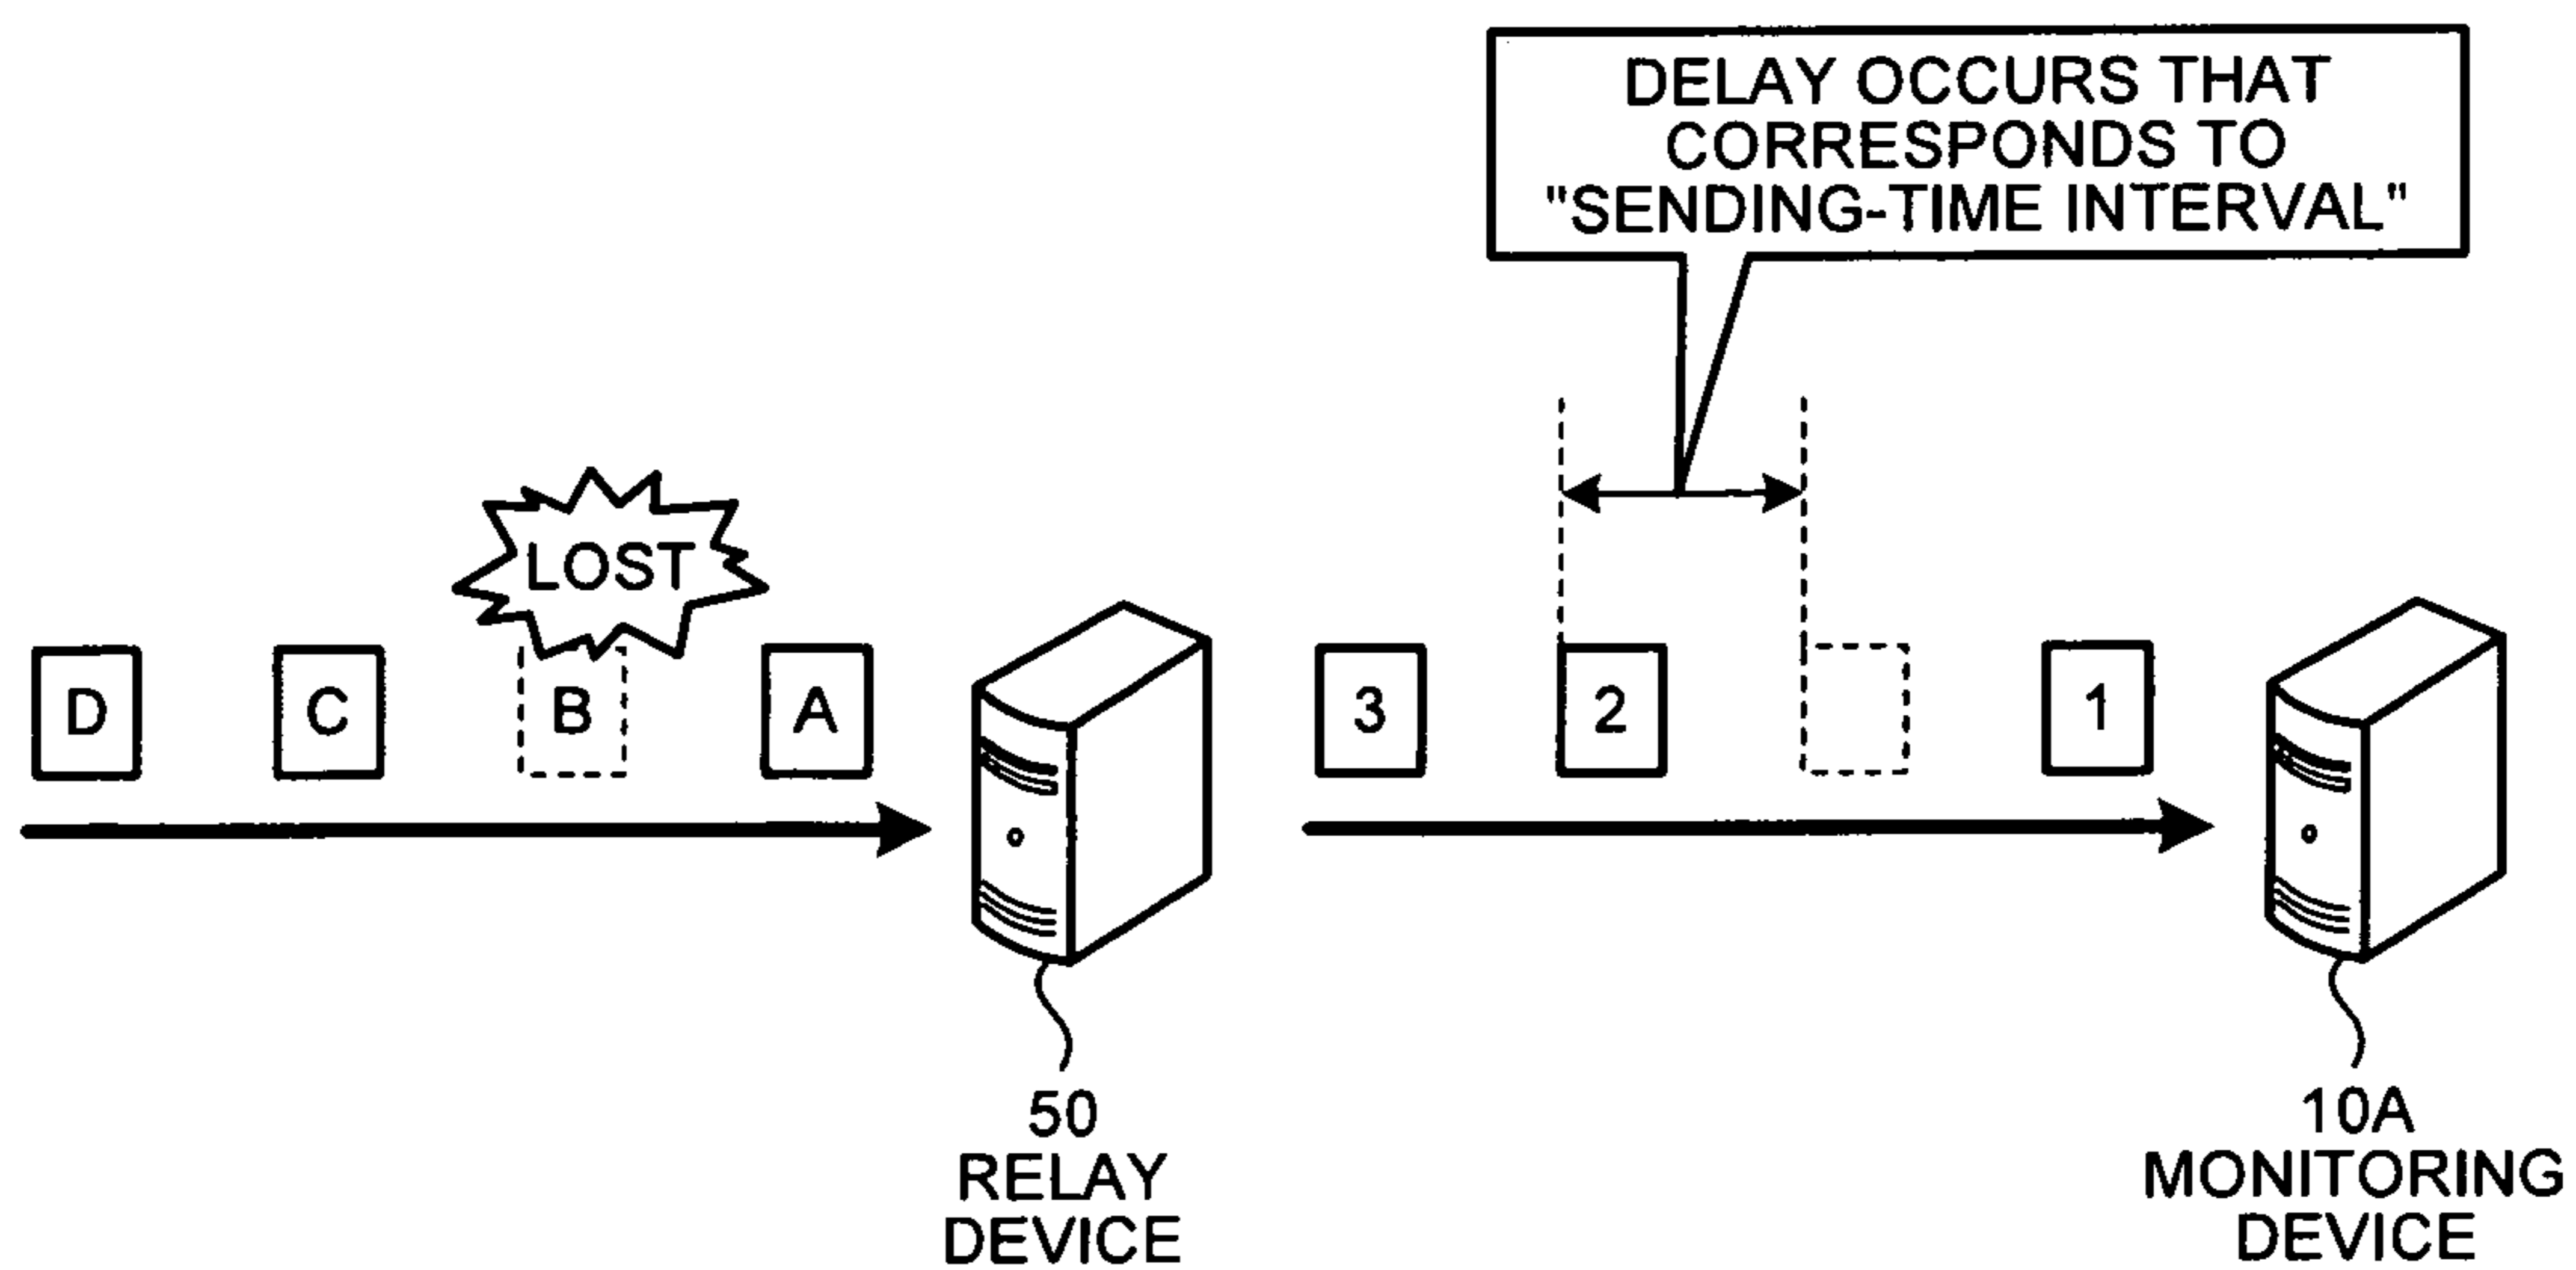 DELAY OCCURS THAT
CORRESPONDS TO
"SENDING-TIME INTERVAL"
LOST
D C B A 3 2 1
50
RELAY
DEVICE
10A
MONITORING
DEVICE